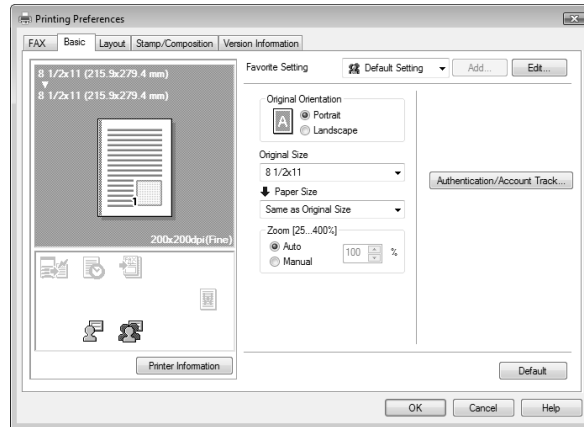 Printing Preferences
FAX Basic Layout Stamp/Composition Version Information
8 1/2x11 (215.9x279.4 mm)
8 1/2x11 (215.9x279.4 mm)
1
200x200dpi(Fine)
Printer Information
Favorite Setting Default Setting Add... Edit...
Original Orientation
A
Portrait
Landscape
Original Size
8 1/2x11
Paper Size
Same as Original Size
Zoom [25...400%]
Auto
Manual
100 %
Authentication/Account Track...
Default
OK Cancel Help